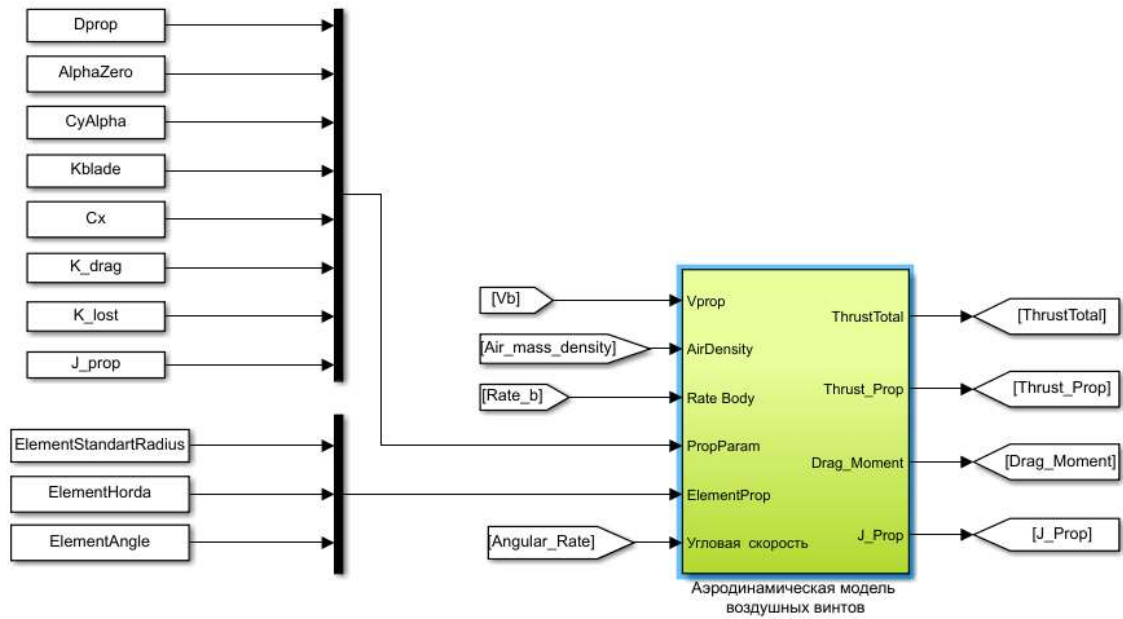 Dprop
AlphaZero
CyAlpha
Kblade
Cx
K_drag
K_lost
J_prop
ElementStandartRadius
ElementHorda
ElementAngle
[Vb]
[Air_mass_density]
[Rate_b]
[Angular_Rate]
Vprop
AirDensity
Rate Body
PropParam
ElementProp
Угловая скорость
ThrustTotal
Thrust_Prop
Drag_Moment
J_Prop
[ThrustTotal]
[Thrust_Prop]
[Drag_Moment]
[J_Prop]
Аэродинамическая модель
воздушных винтов